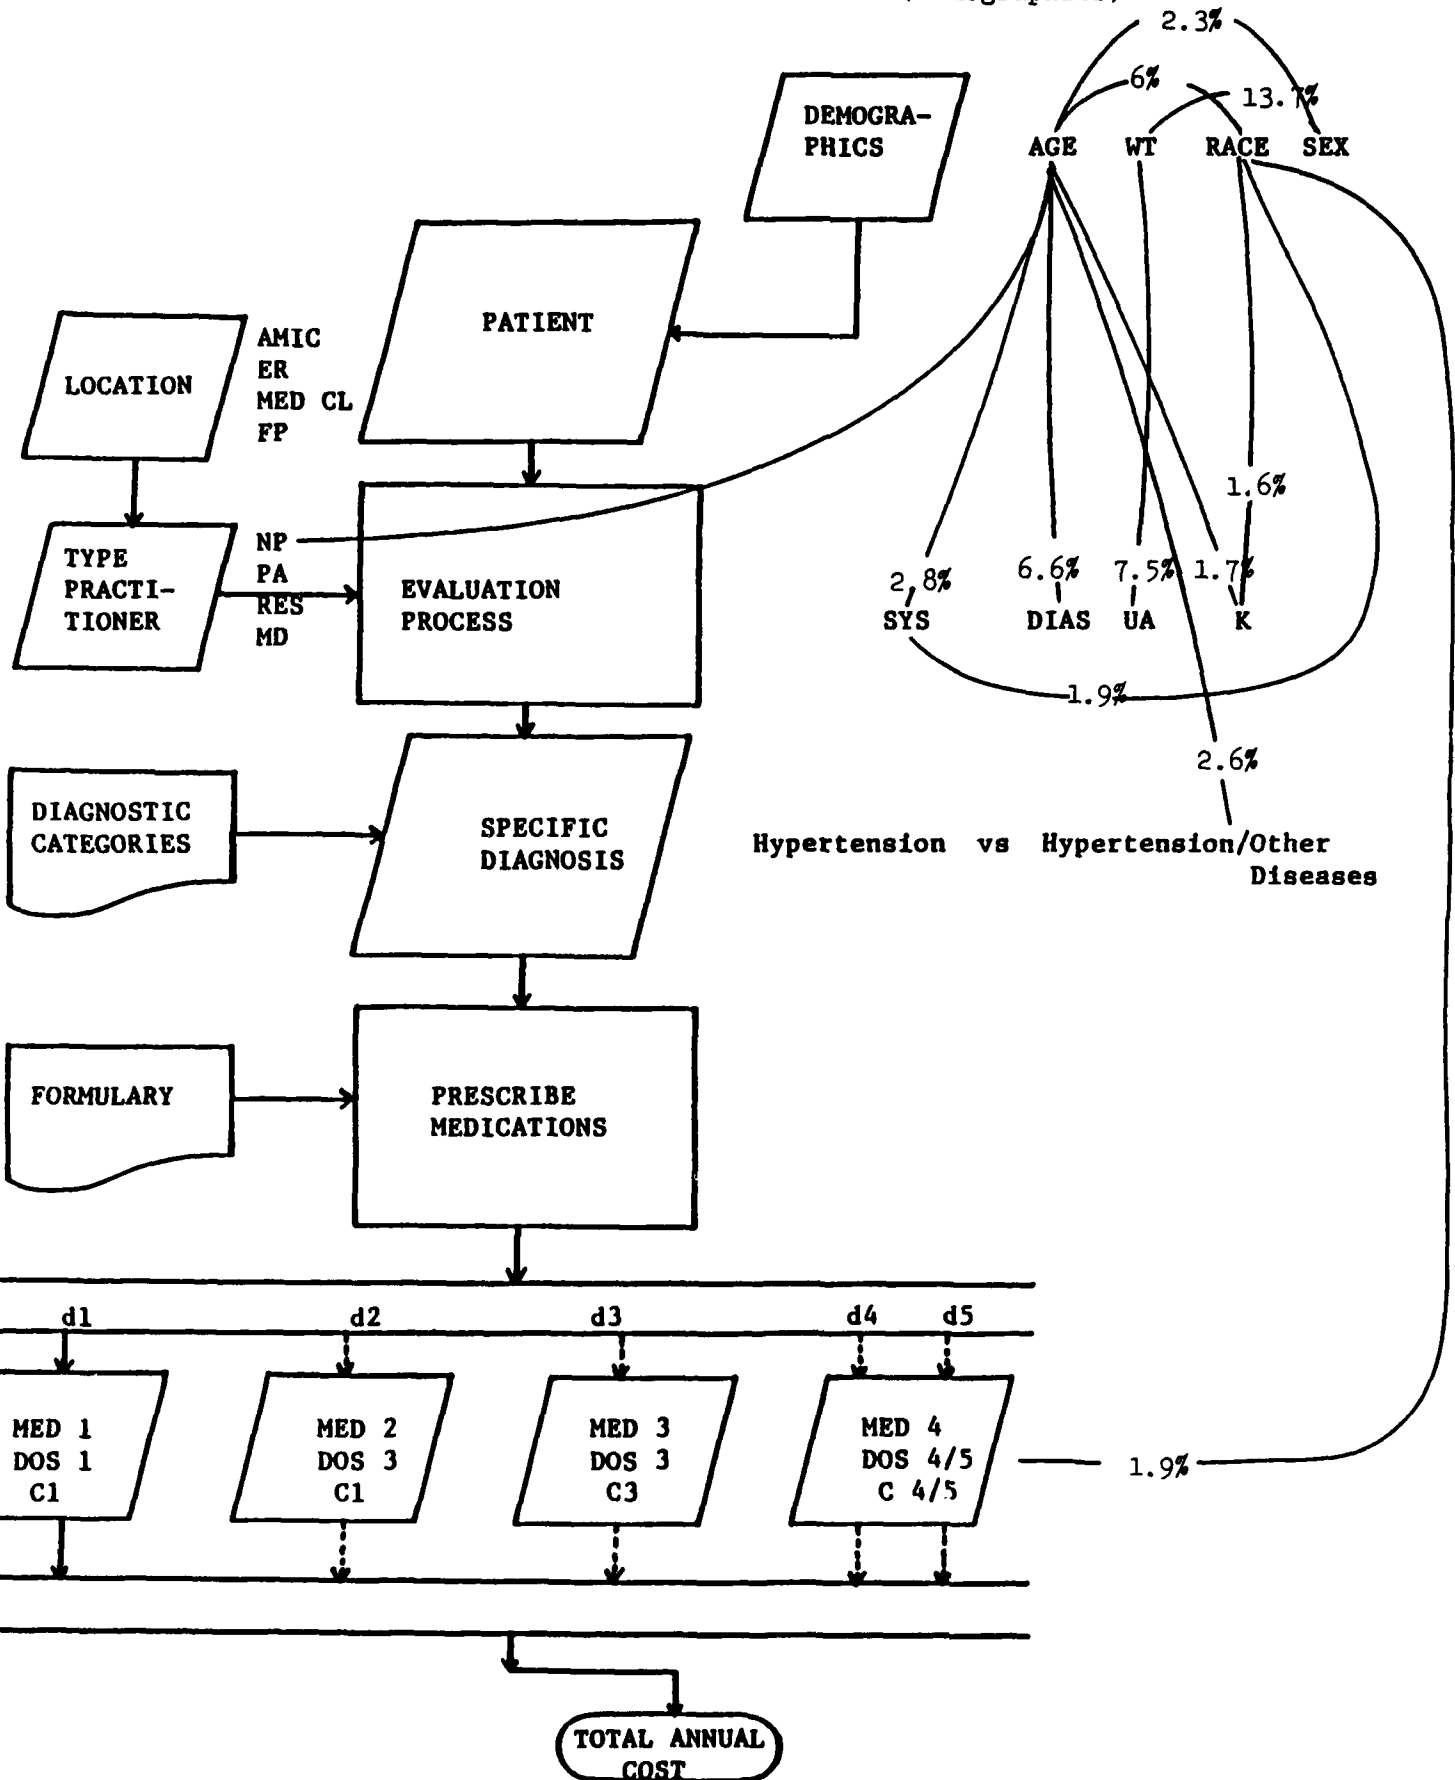 2.3%
6%
13.7%
DEMOGRA-
PHICS
AGE WT RACE SEX
PATIENT
LOCATION
AMIC
ER
MED CL
FP
TYPE
PRACTI-
TIONER
NP
PA
RES
MD
EVALUATION
PROCESS
1.6%
2.8% 6.6% 7.5% 1.7%
SYS DIAS UA K
1.9%
2.6%
DIAGNOSTIC
CATEGORIES
SPECIFIC
DIAGNOSIS
Hypertension vs Hypertension/Other
Diseases
FORMULARY
PRESCRIBE
MEDICATIONS
d1 d2 d3 d4 d5
MED 1
DOS 1
C1
MED 2
DOS 3
C1
MED 3
DOS 3
C3
MED 4
DOS 4/5
C 4/5
1.9%
TOTAL ANNUAL
COST